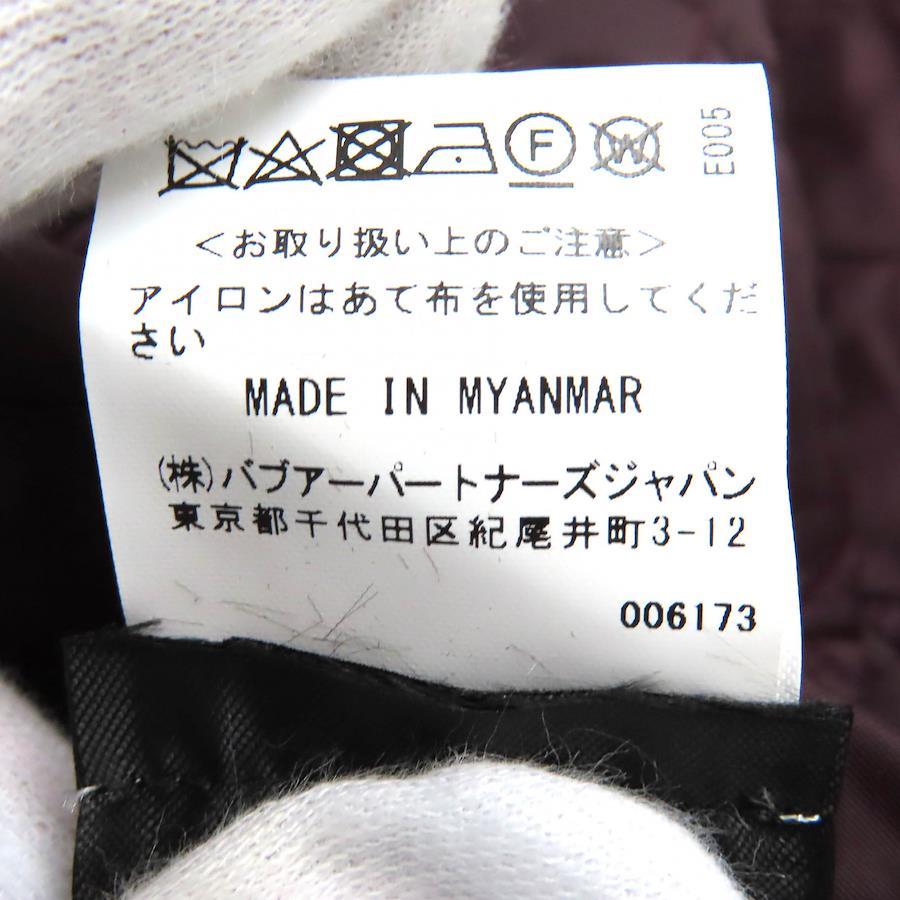 F W E005
＜お取り扱い上のご注意＞
アイロンはあて布を使用してくだ
さい
MADE IN MYANMAR
(株)バブアーパートナーズジャパン
東京都千代田区紀尾井町3-12
006173